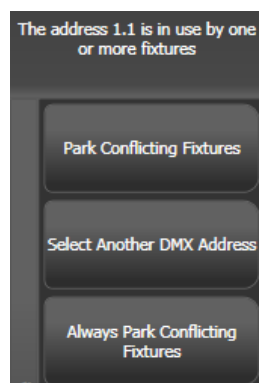 The address 1.1 is in use by one
or more fixtures
Park Conflicting Fixtures
Select Another DMX Address
Always Park Conflicting
Fixtures